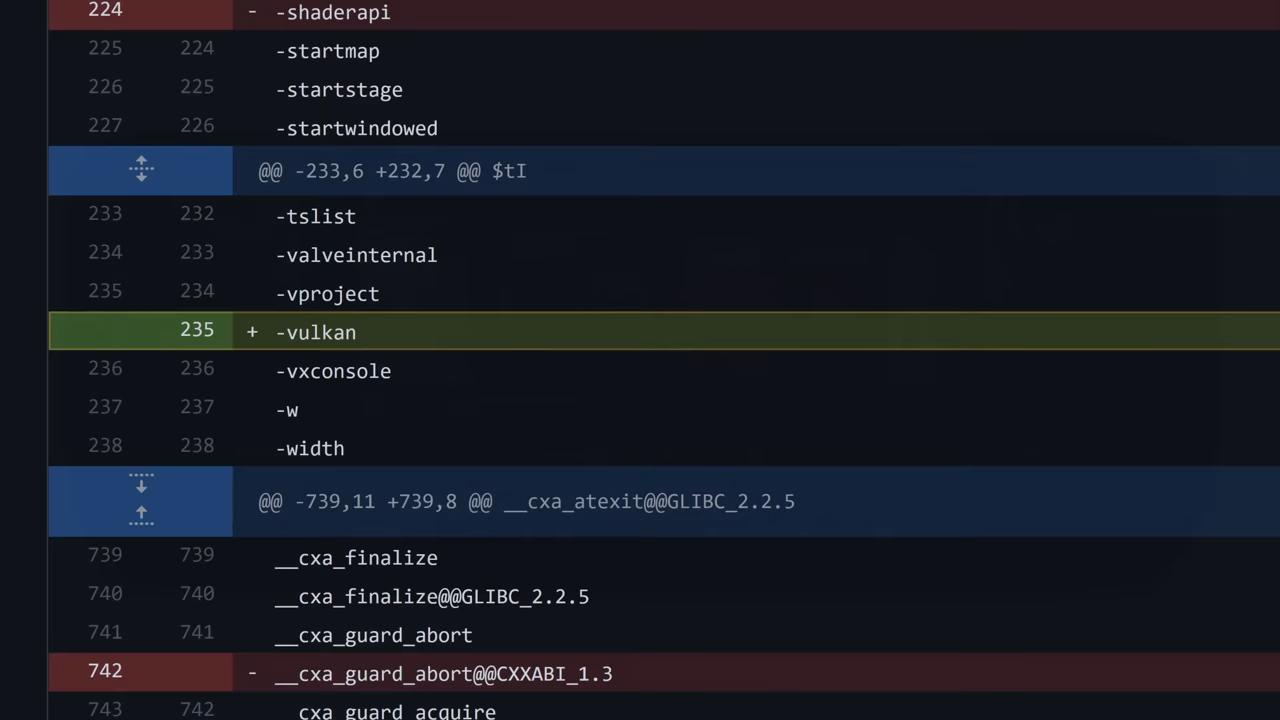 224 - -shaderapi
225 224 -startmap
226 225 -startstage
227 226 -startwindowed
@@ -233,6 +232,7 @@ $tI
233 232 -tslist
234 233 -valveinternal
235 234 -vproject
235 + -vulkan
236 236 -vxconsole
237 237 -w
238 238 -width
@@ -739,11 +739,8 @@ __cxa_atexit@@GLIBC_2.2.5
739 739 __cxa_finalize
740 740 __cxa_finalize@@GLIBC_2.2.5
741 741 __cxa_guard_abort
742 - __cxa_guard_abort@@CXXABI_1.3
743 742 __cxa_guard_acquire